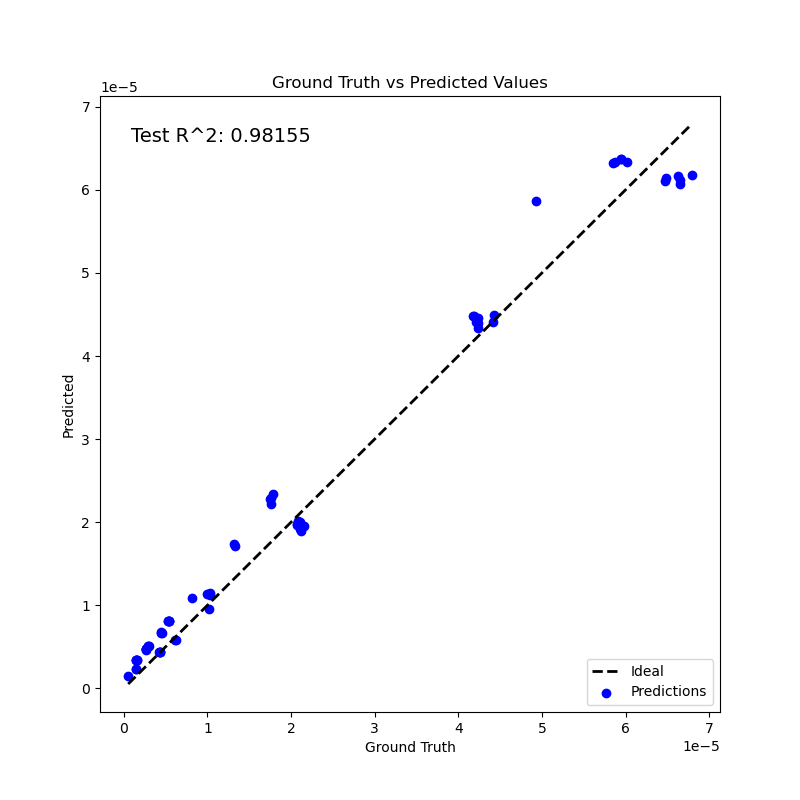 Ground Truth vs Predicted Values
1e−5
Test R^2: 0.98155
7
6
5
4
3
2
1
0
Predicted
Ideal
Predictions
0 1 2 3 4 5 6 7
Ground Truth
1e−5